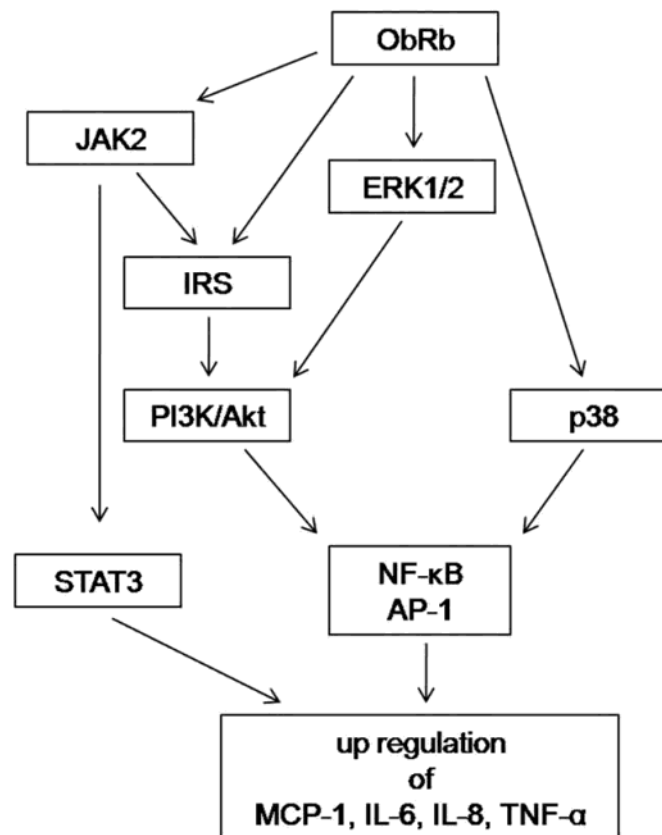 ObRb
JAK2
ERK1/2
IRS
PI3K/Akt
p38
STAT3
NF-κB
AP-1
up regulation
of
MCP-1, IL-6, IL-8, TNF-α